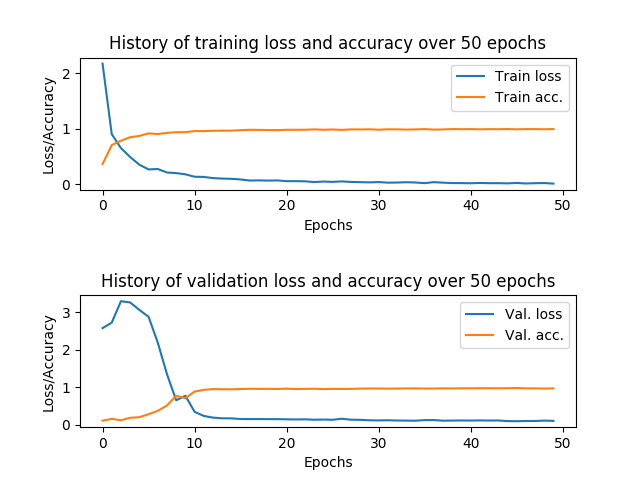 History of training loss and accuracy over 50 epochs
Loss/Accuracy
2
1
0
Train loss
Train acc.
0 10 20 30 40 50
Epochs
History of validation loss and accuracy over 50 epochs
Loss/Accuracy
3
2
1
0
Val. loss
Val. acc.
0 10 20 30 40 50
Epochs